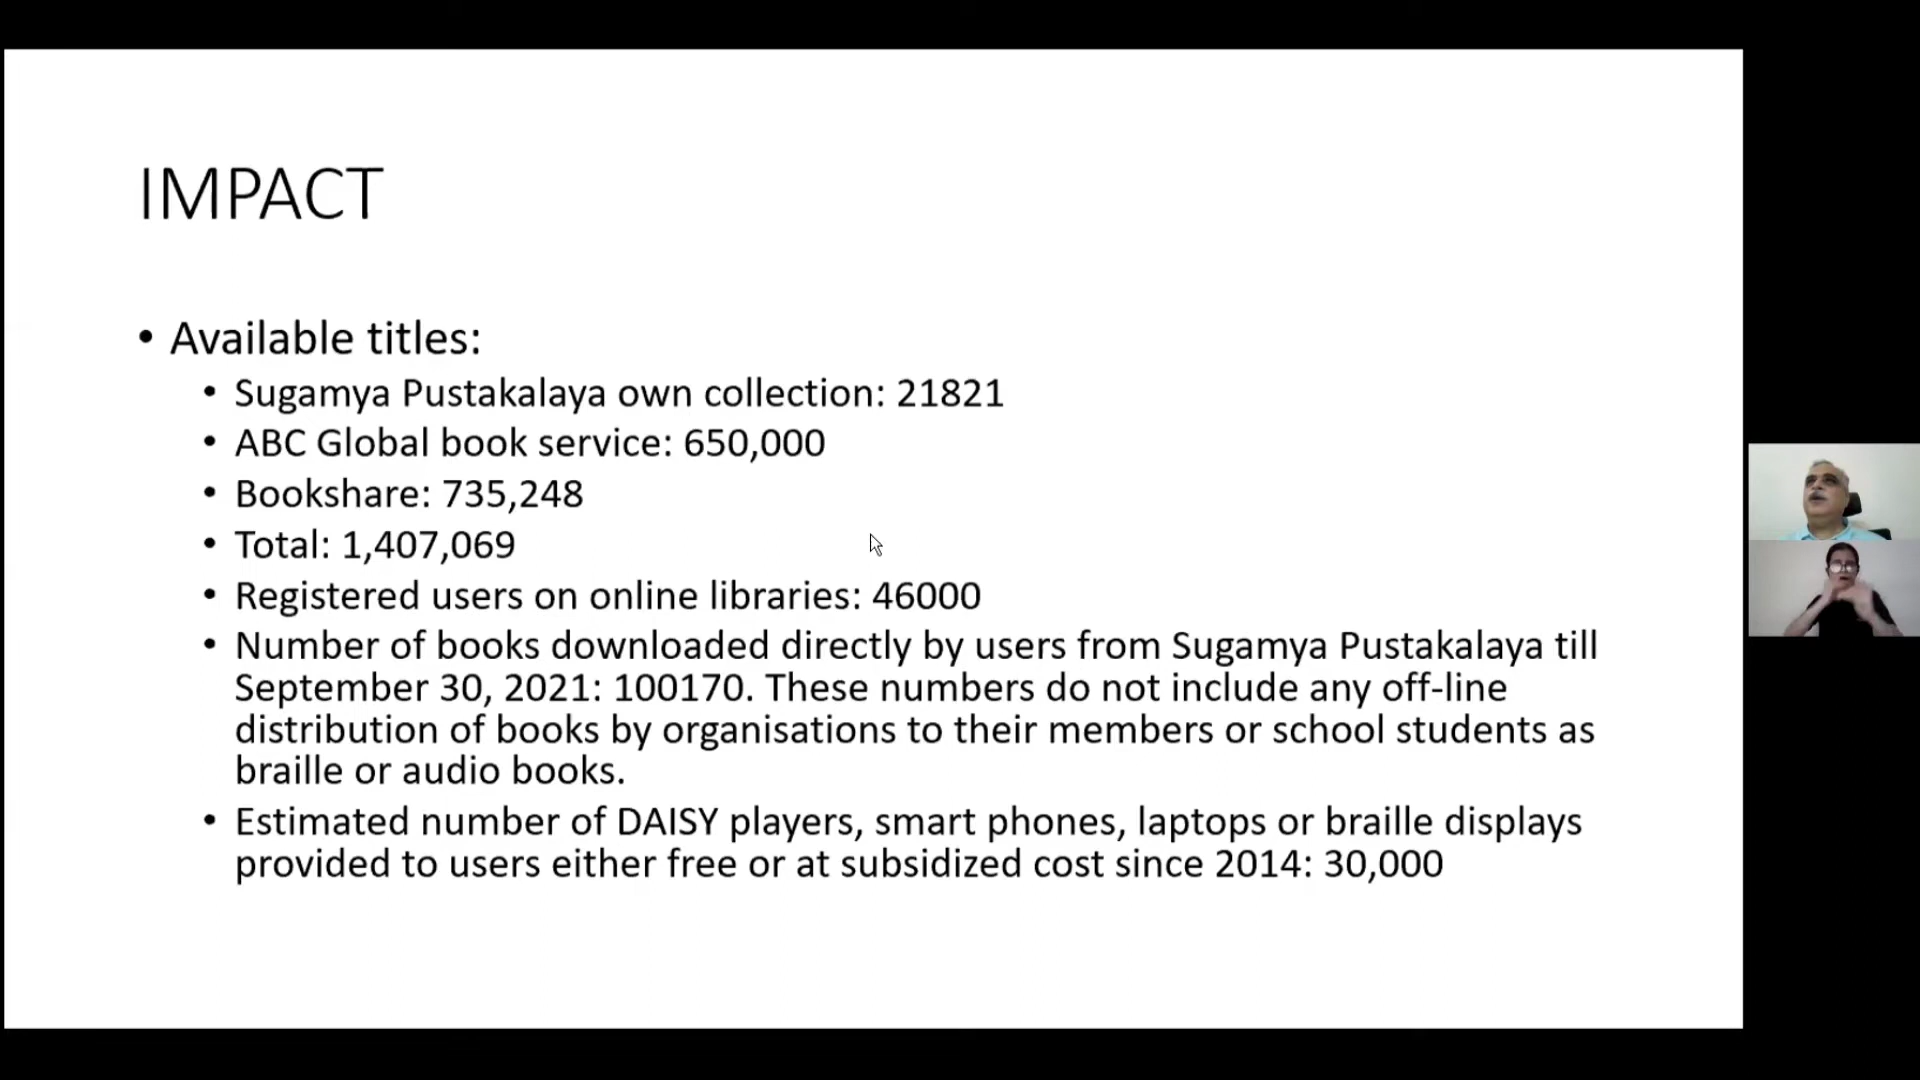 IMPACT
• Available titles:
• Sugamya Pustakalaya own collection: 21821
• ABC Global book service: 650,000
• Bookshare: 735,248
• Total: 1,407,069
• Registered users on online libraries: 46000
• Number of books downloaded directly by users from Sugamya Pustakalaya till
September 30, 2021: 100170. These numbers do not include any off-line
distribution of books by organisations to their members or school students as
braille or audio books.
• Estimated number of DAISY players, smart phones, laptops or braille displays
provided to users either free or at subsidized cost since 2014: 30,000